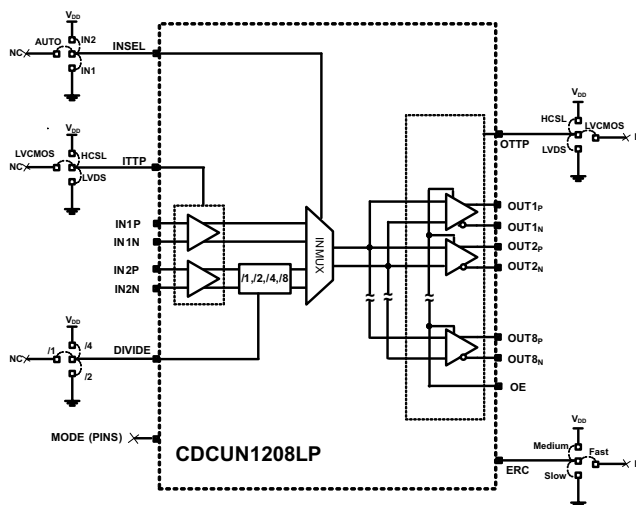 VDD
AUTO
IN2
NC
INSEL
IN1
VDD
LVCMOS
HCSL
NC
ITTP
LVDS
IN1P
IN1N
IN2P
IN2N
/1,/2,/4,/8
INMUX
VDD
/1
/4
NC
DIVIDE
/2
MODE (PINS)
CDCUN1208LP
VDD
HCSL
LVCMOS
OTTP
LVDS
OUT1P
OUT1N
OUT2P
OUT2N
OUT8P
OUT8N
OE
VDD
Medium
Fast
ERC
Slow